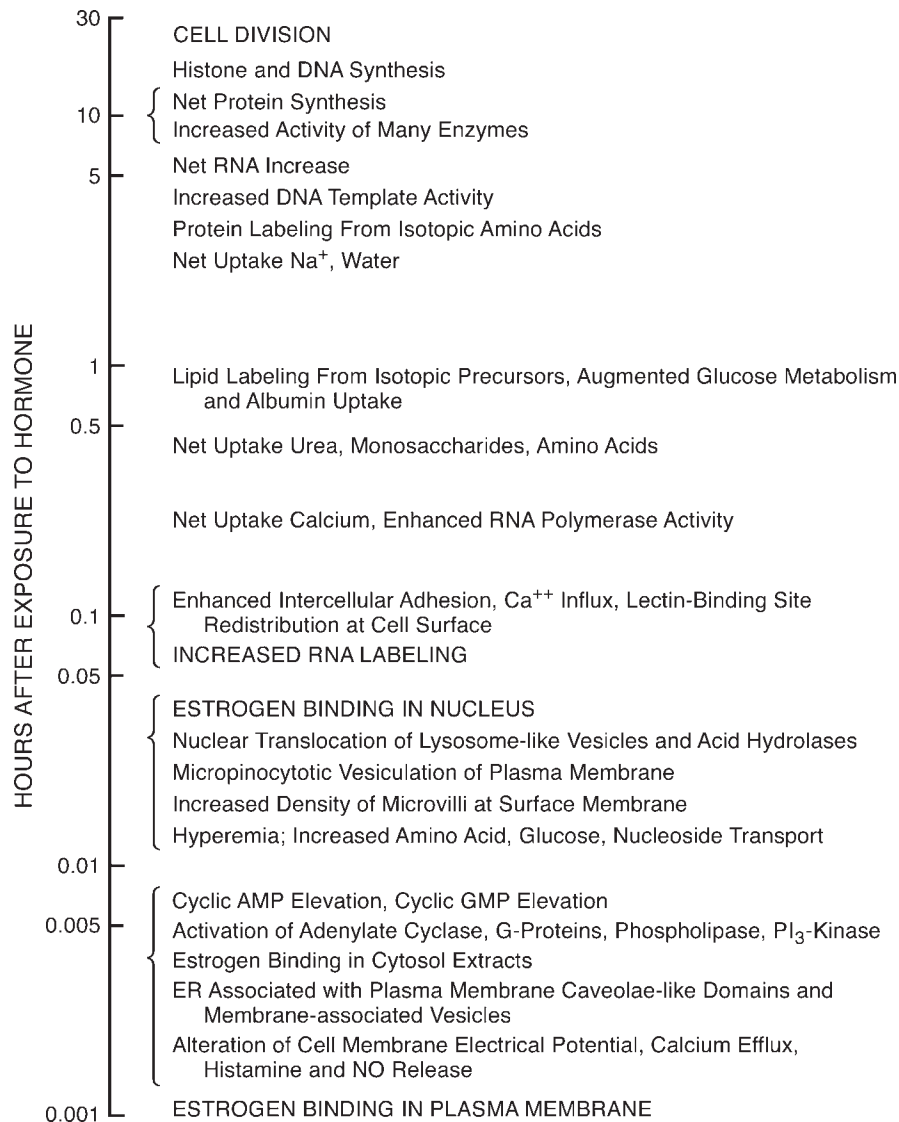 30
CELL DIVISION
Histone and DNA Synthesis
Net Protein Synthesis
10
Increased Activity of Many Enzymes
Net RNA Increase
5
Increased DNA Template Activity
Protein Labeling From Isotopic Amino Acids
Net Uptake Na⁺, Water
HOURS AFTER EXPOSURE TO HORMONE
1
Lipid Labeling From Isotopic Precursors, Augmented Glucose Metabolism
and Albumin Uptake
0.5
Net Uptake Urea, Monosaccharides, Amino Acids
Net Uptake Calcium, Enhanced RNA Polymerase Activity
Enhanced Intercellular Adhesion, Ca⁺⁺ Influx, Lectin-Binding Site
0.1
Redistribution at Cell Surface
INCREASED RNA LABELING
0.05
ESTROGEN BINDING IN NUCLEUS
Nuclear Translocation of Lysosome-like Vesicles and Acid Hydrolases
Micropinocytotic Vesiculation of Plasma Membrane
Increased Density of Microvilli at Surface Membrane
Hyperemia; Increased Amino Acid, Glucose, Nucleoside Transport
0.01
Cyclic AMP Elevation, Cyclic GMP Elevation
0.005
Activation of Adenylate Cyclase, G-Proteins, Phospholipase, PI₃-Kinase
Estrogen Binding in Cytosol Extracts
ER Associated with Plasma Membrane Caveolae-like Domains and
Membrane-associated Vesicles
Alteration of Cell Membrane Electrical Potential, Calcium Efflux,
Histamine and NO Release
0.001
ESTROGEN BINDING IN PLASMA MEMBRANE